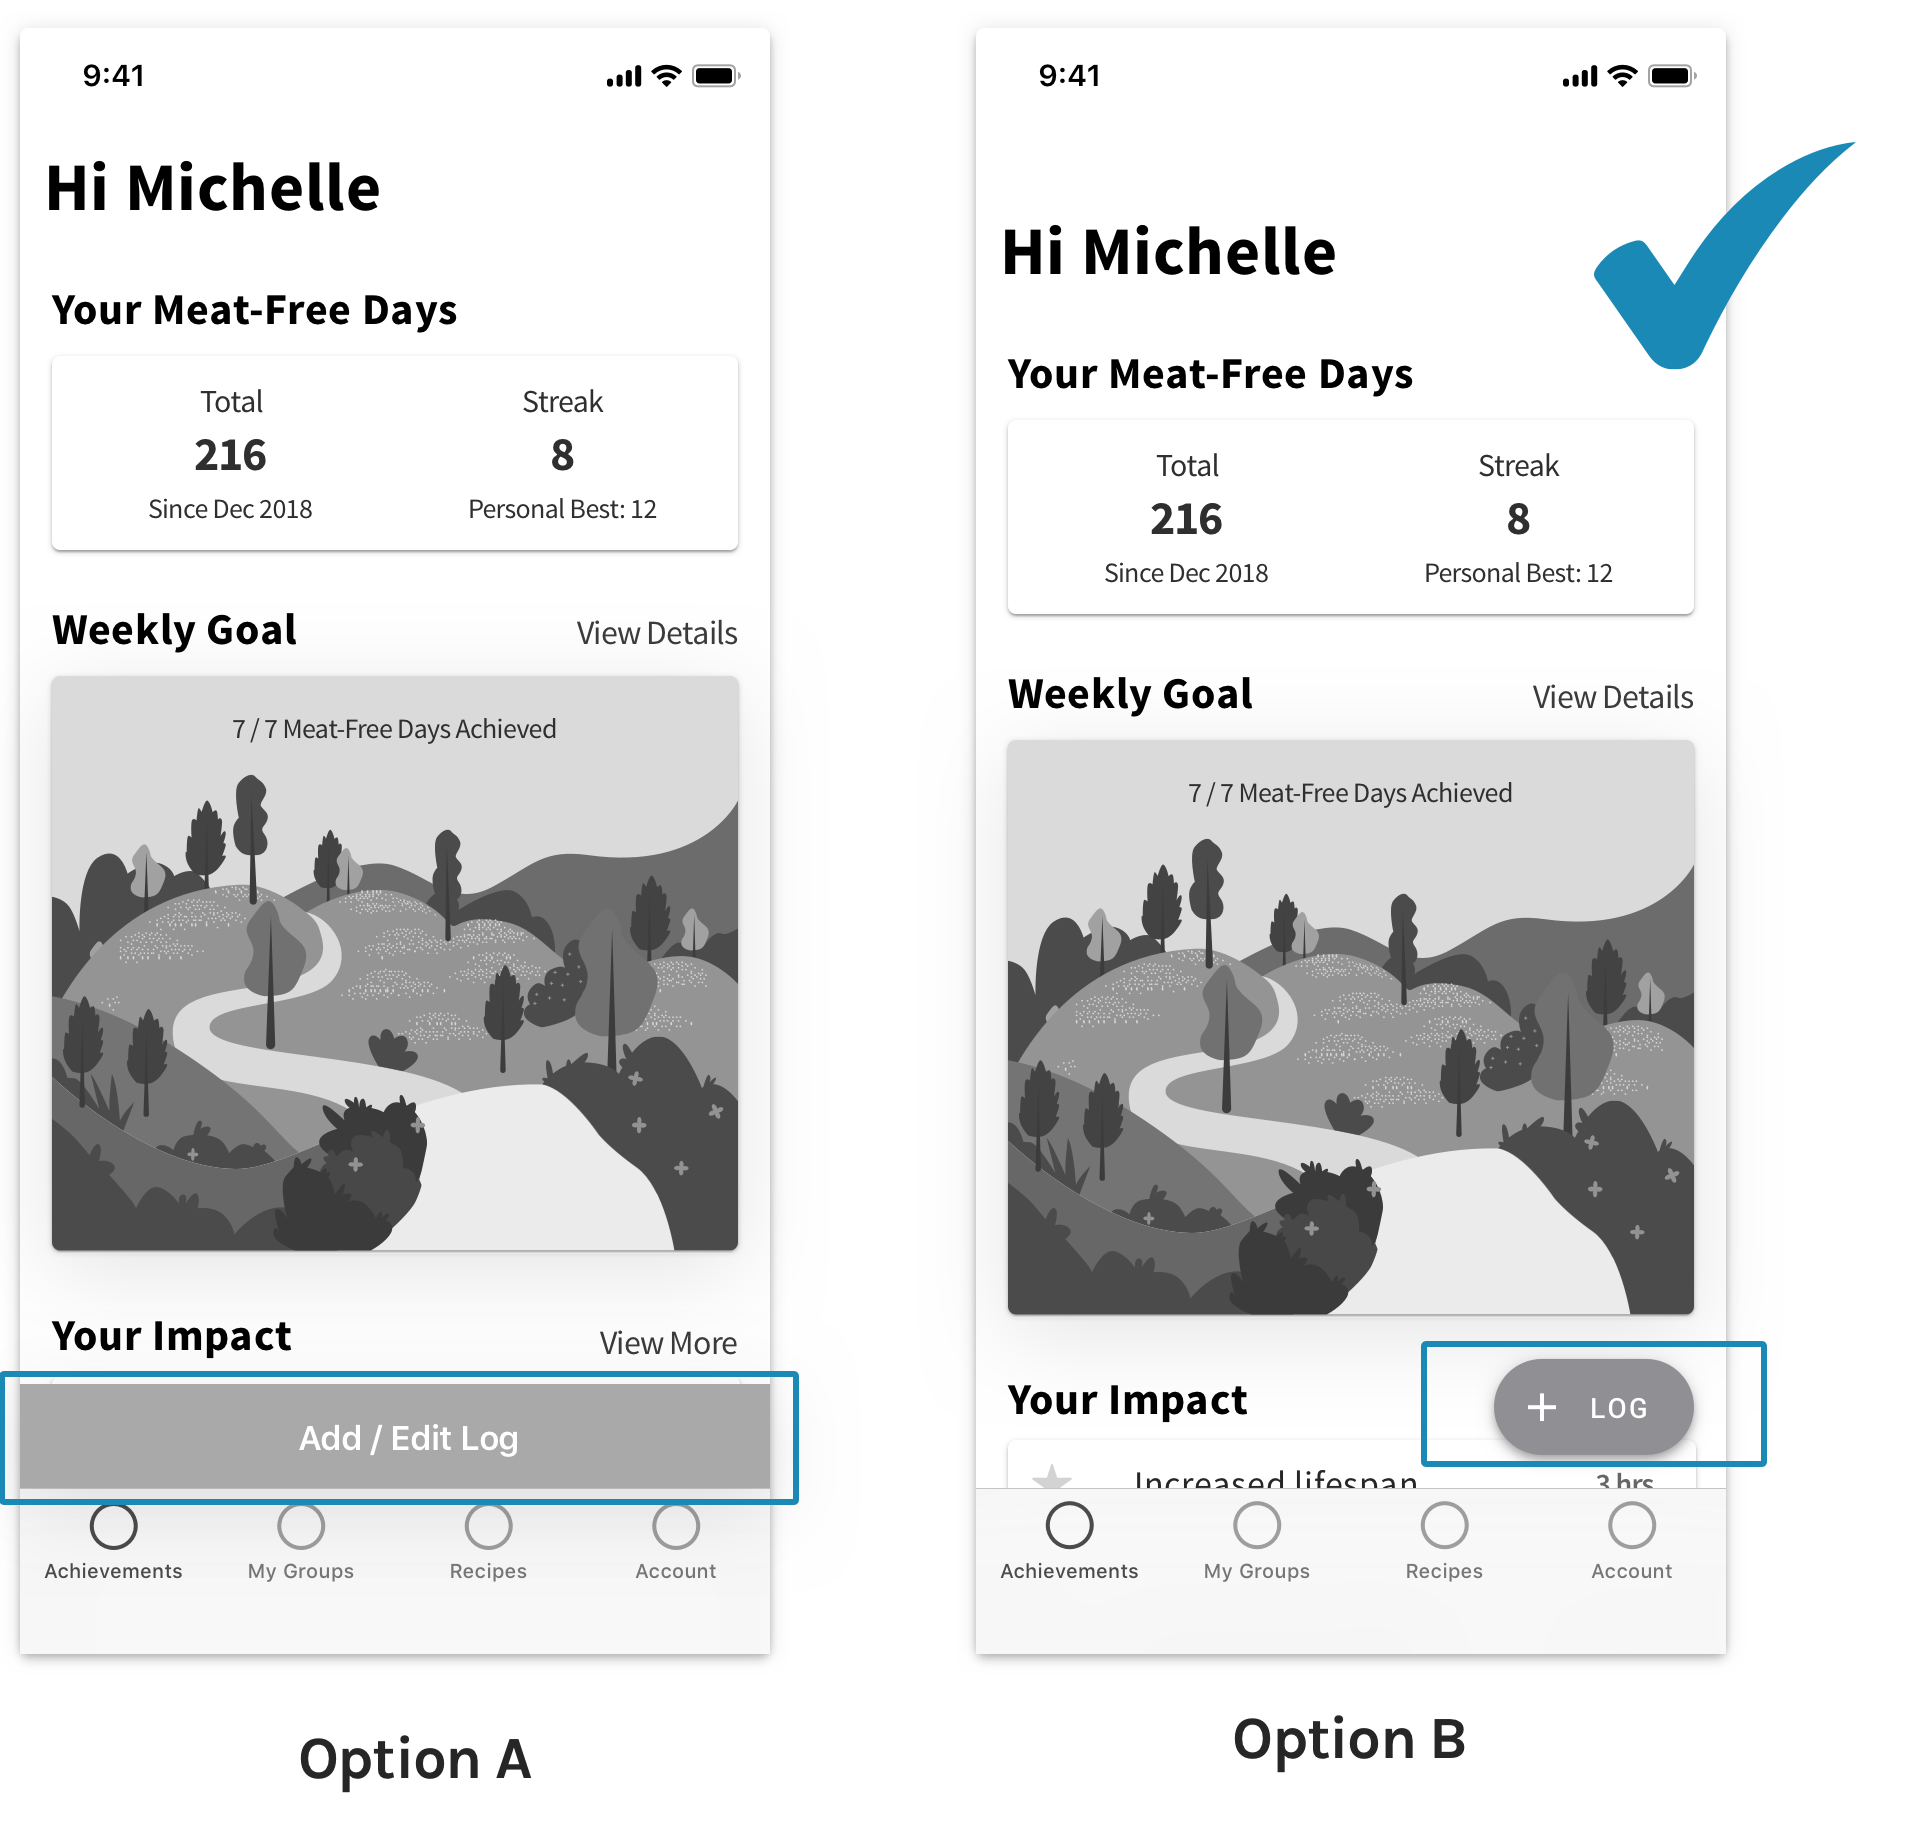 9:41
Hi Michelle
Your Meat-Free Days
Total
Streak
216
8
Since Dec 2018
Personal Best: 12
Weekly Goal
View Details
7 / 7 Meat-Free Days Achieved
Your Impact
View More
Add / Edit Log
Achievements
My Groups
Recipes
Account
Option A
9:41
Hi Michelle
Your Meat-Free Days
Total
Streak
216
8
Since Dec 2018
Personal Best: 12
Weekly Goal
View Details
7 / 7 Meat-Free Days Achieved
Your Impact
+ LOG
Increased lifespan
3 hrs
Achievements
My Groups
Recipes
Account
Option B